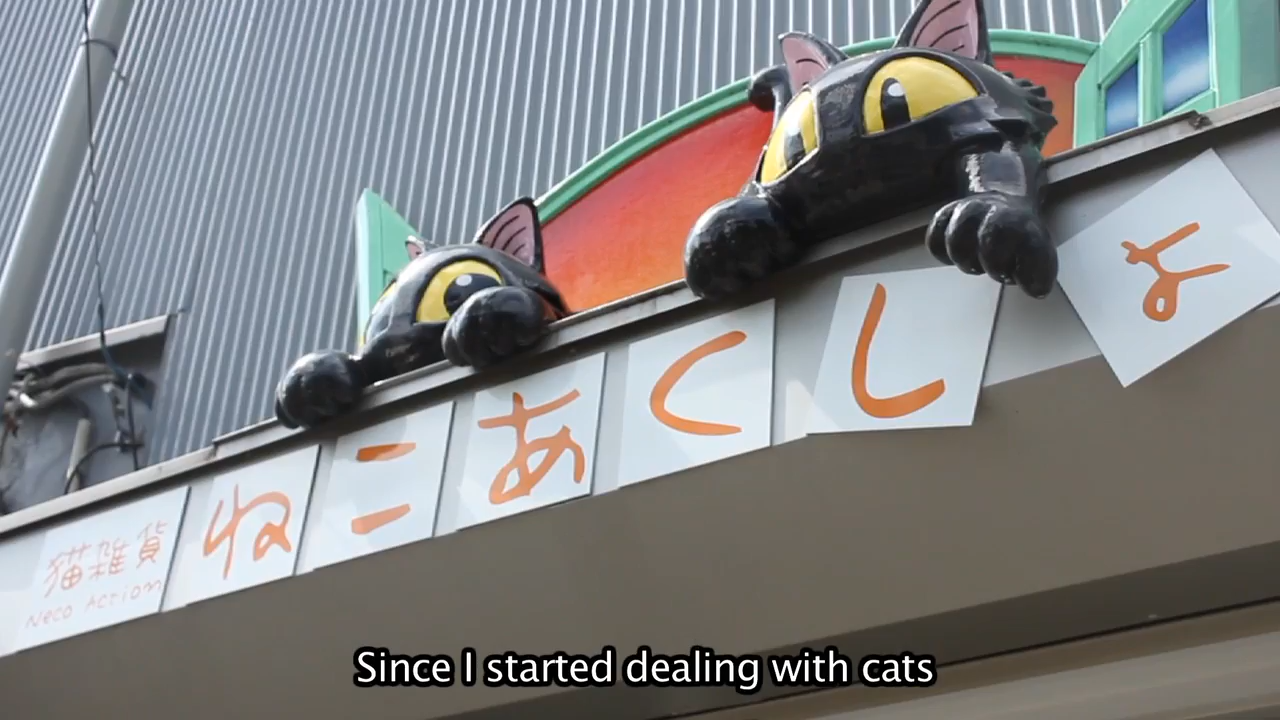 猫雑貨
Neco Action
ねこあくしょ
Since I started dealing with cats